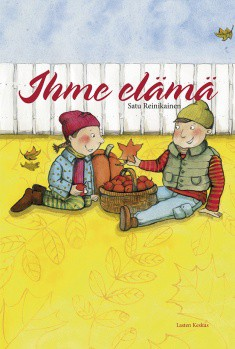 Ihme elämä
Satu Reinikainen
Lasten Keskus